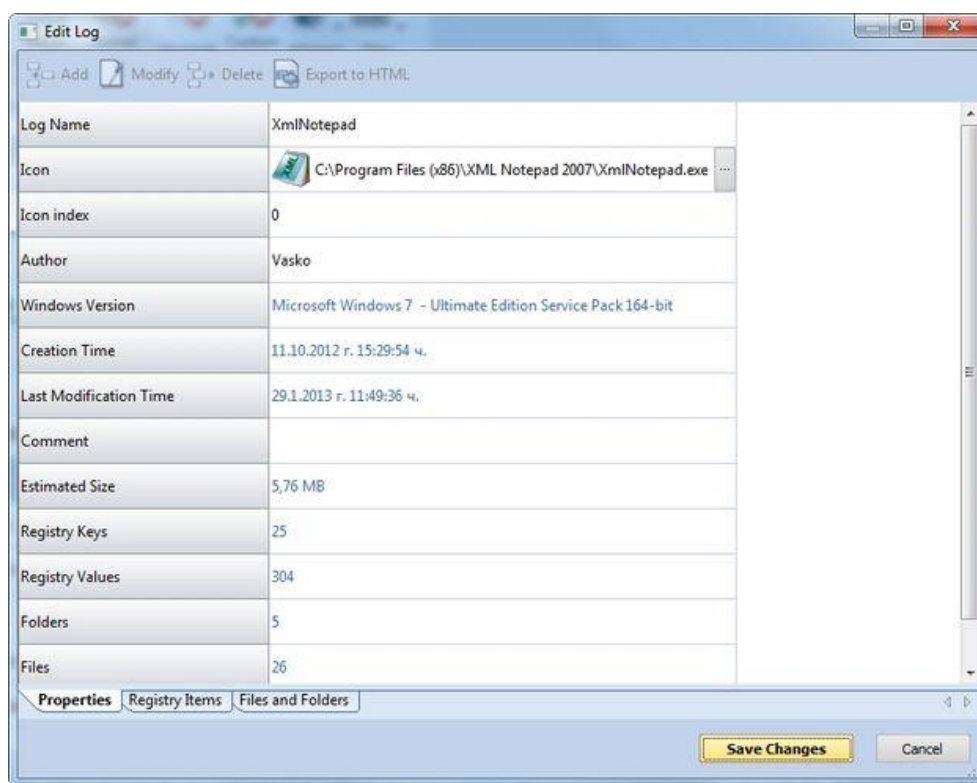 Edit Log
Add Modify Delete Export to HTML
Log Name XmlNotepad
Icon XML C:\Program Files (x86)\XML Notepad 2007\XmlNotepad.exe ...
Icon index 0
Author Vasko
Windows Version Microsoft Windows 7 - Ultimate Edition Service Pack 164-bit
Creation Time 11.10.2012 г. 15:29:54 ч.
Last Modification Time 29.1.2013 г. 11:49:36 ч.
Comment
Estimated Size 5,76 MB
Registry Keys 25
Registry Values 304
Folders 5
Files 26
Properties Registry Items Files and Folders
Save Changes Cancel